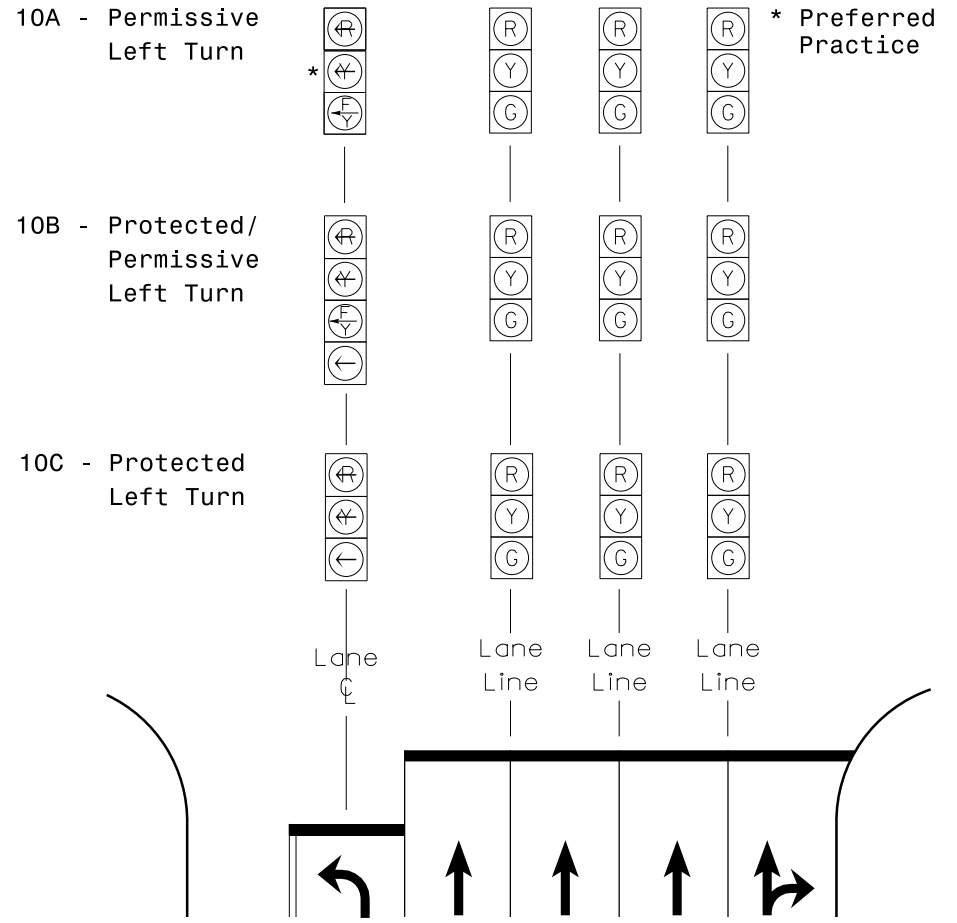 10A - Permissive
Left Turn
* Preferred
Practice
*
R R R R
Y Y Y Y
F
Y G G G
10B - Protected/
Permissive
Left Turn
R R R R
Y Y Y Y
F
Y G G G
10C - Protected
Left Turn
R R R R
Y Y Y Y
G G G
Lane
℄
Lane
Line
Lane
Line
Lane
Line